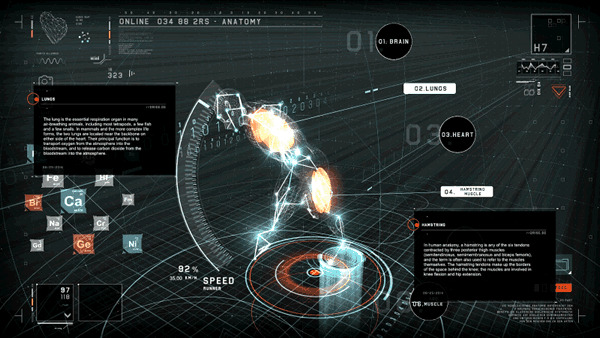 ONLINE 034 88 2RS - ANATOMY
323
01
01. BRAIN
H7
02.LUNGS
LUNGS
The lung is the essential respiration organ in many
air-breathing animals, including most tetrapods, a few fish
and a few snails. In mammals and the more complex life
forms, the two lungs are located near the backbone on
either side of the heart. Their principal function is to
transport oxygen from the atmosphere into the
bloodstream, and to release carbon dioxide from the
bloodstream into the atmosphere.
03
03.HEART
04.
HAMSTRING
MUSCLE
Fe
Hf
Br
Ca
Fm
Na
Cr
Gd
Ge
Ni
HAMSTRING
In human anatomy, a hamstring is any of the six tendons
contracted by three posterior thigh muscles
(semitendinosus, semimembranosus and biceps femoris),
and the term is often also used to refer to the muscles
themselves. The hamstring tendons make up the borders
of the space behind the knee; the muscles are involved in
knee flexion and hip extension.
92 %
35.00 KM/H
SPEED
RUNNER
97
118
05.MUSCLE